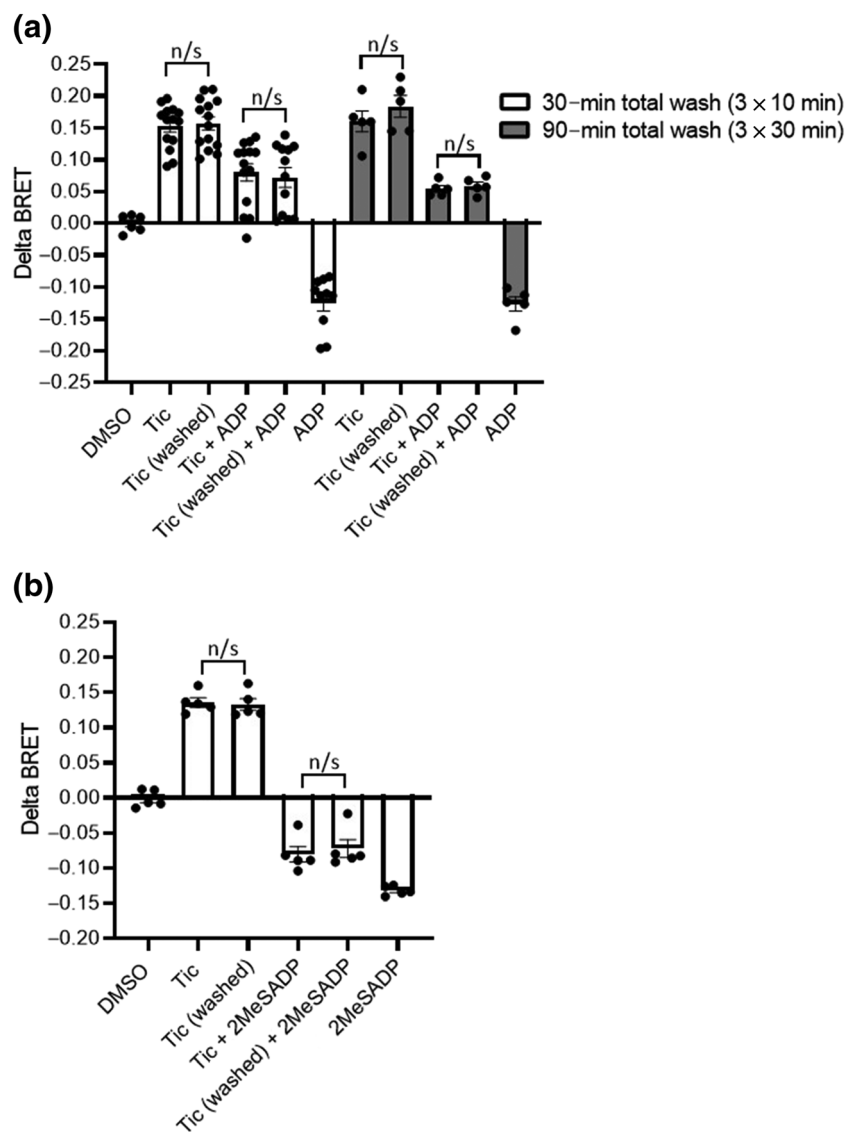 (a)
n/s
n/s
n/s
n/s
30–min total wash (3 × 10 min)
90–min total wash (3 × 30 min)
Delta BRET
0.25
0.20
0.15
0.10
0.05
0.00
–0.05
–0.10
–0.15
–0.20
–0.25
DMSO
Tic
Tic (washed)
Tic + ADP
Tic (washed) + ADP
ADP
Tic
Tic (washed)
Tic + ADP
Tic (washed) + ADP
ADP
(b)
n/s
n/s
Delta BRET
0.25
0.20
0.15
0.10
0.05
0.00
–0.05
–0.10
–0.15
–0.20
DMSO
Tic
Tic (washed)
Tic + 2MeSADP
Tic (washed) + 2MeSADP
2MeSADP